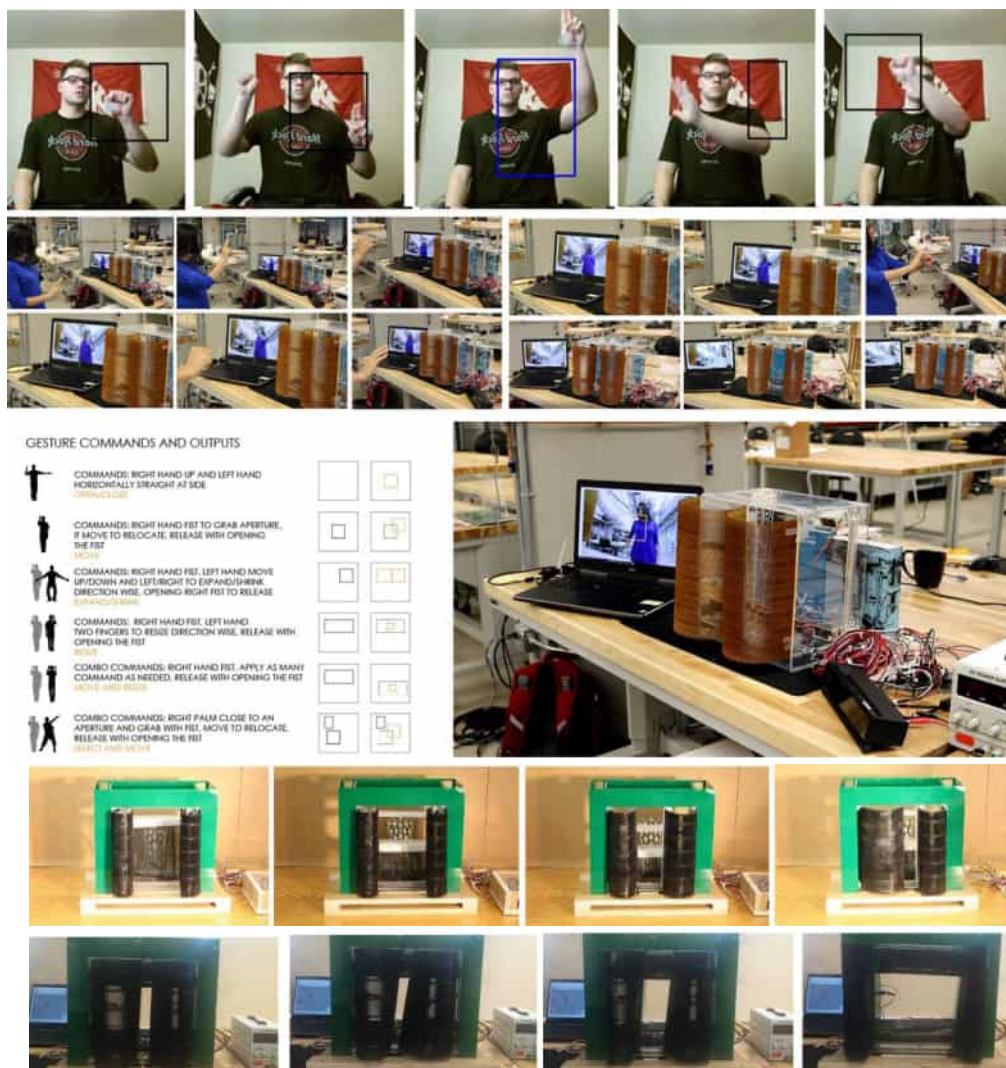 GESTURE COMMANDS AND OUTPUTS
COMMANDS: RIGHT HAND UP AND LEFT HAND
HORIZONTALLY STRAIGHT AT SIDE
OPEN/CLOSE
COMMANDS: RIGHT HAND FIST TO GRAB APERTURE,
IT MOVE TO RELOCATE, RELEASE WITH OPENING
THE FIST
MOVE
COMMANDS: RIGHT HAND FIST, LEFT HAND MOVE
UP/DOWN AND LEFT/RIGHT TO EXPAND/SHRINK
DIRECTION WISE, OPENING RIGHT FIST TO RELEASE
EXPAND/SHRINK
COMMANDS: RIGHT HAND FIST, LEFT HAND
TWO FINGERS TO RESIZE DIRECTION WISE, RELEASE WITH
OPENING THE FIST
RESIZE
COMBO COMMANDS: RIGHT HAND FIST, APPLY AS MANY
COMMAND AS NEEDED, RELEASE WITH OPENING THE FIST
MOVE AND RESIZE
COMBO COMMANDS: RIGHT PALM CLOSE TO AN
APERTURE AND GRAB WITH FIST, MOVE TO RELOCATE,
RELEASE WITH OPENING THE FIST
SELECT AND MOVE